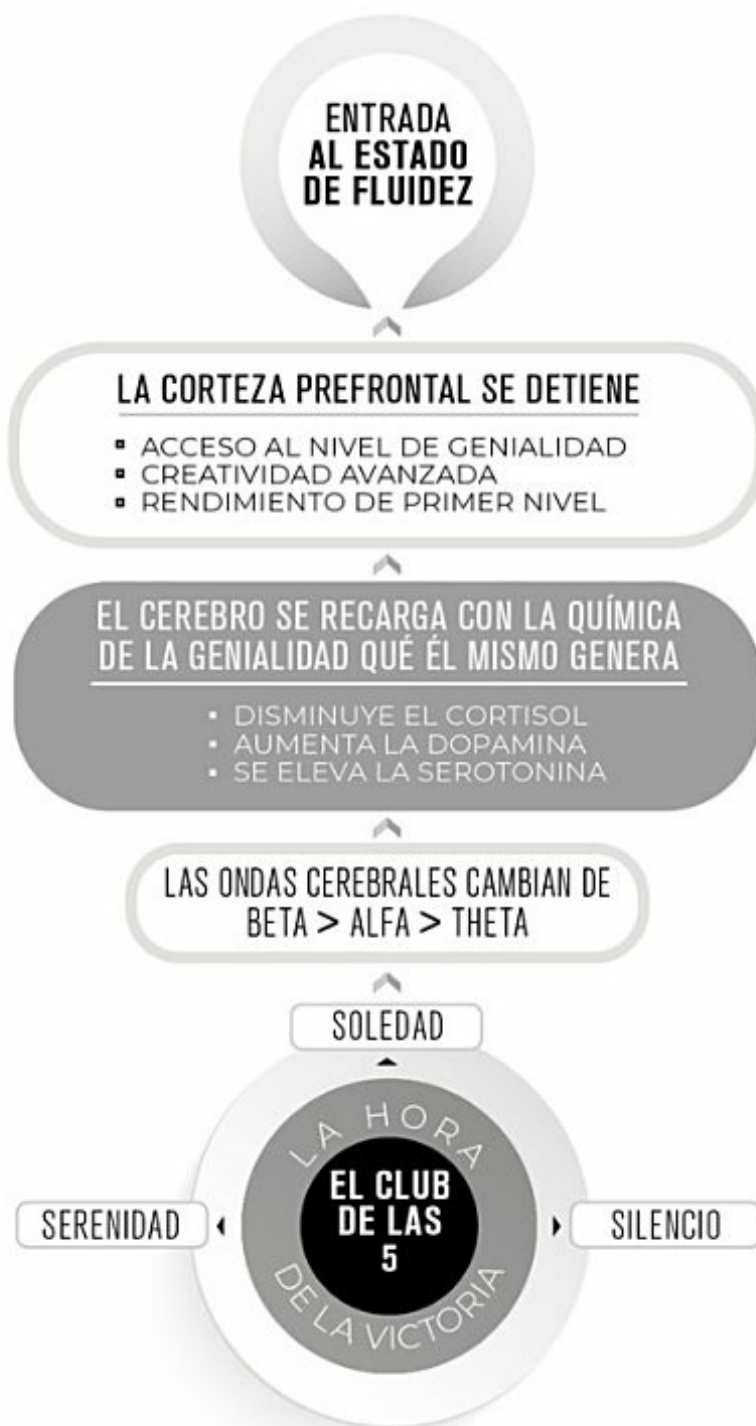 ENTRADA
AL ESTADO
DE FLUIDEZ
LA CORTEZA PREFRONTAL SE DETIENE
▪ ACCESO AL NIVEL DE GENIALIDAD
▪ CREATIVIDAD AVANZADA
▪ RENDIMIENTO DE PRIMER NIVEL
EL CEREBRO SE RECARGA CON LA QUÍMICA
DE LA GENIALIDAD QUÉ ÉL MISMO GENERA
▪ DISMINUYE EL CORTISOL
▪ AUMENTA LA DOPAMINA
▪ SE ELEVA LA SEROTONINA
LAS ONDAS CEREBRALES CAMBIAN DE
BETA > ALFA > THETA
SOLEDAD
LA HORA
SERENIDAD
EL CLUB
DE LAS
5
SILENCIO
DE LA VICTORIA